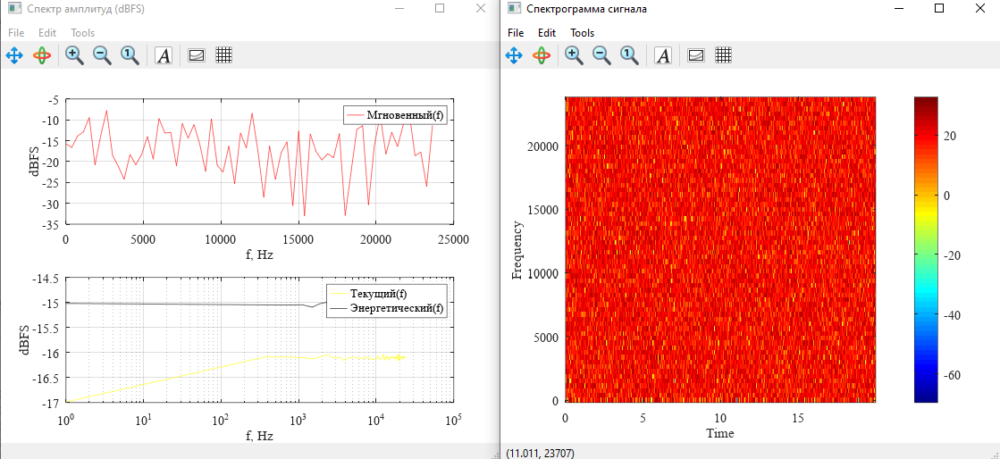 Спектр амплитуд (dBFS)
File Edit Tools
1
A
-5
-10
-15
-20
-25
-30
-35
dBFS
Мгновенный(f)
0 5000 10000 15000 20000 25000
f, Hz
-14.5
-15
-15.5
-16
-16.5
-17
dBFS
Текущий(f)
Энергетический(f)
10^0 10^1 10^2 10^3 10^4 10^5
f, Hz
Спектрограмма сигнала
File Edit Tools
1
A
20000
15000
10000
5000
0
Frequency
0 5 10 15
Time
20
0
-20
-40
-60
(11.011, 23707)